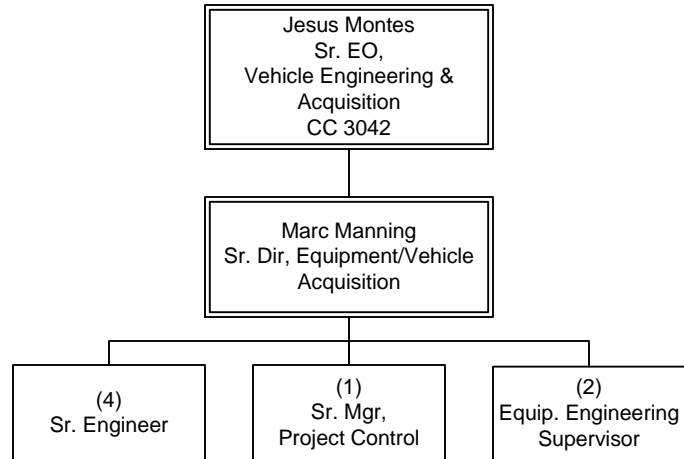 Jesus Montes
Sr. EO,
Vehicle Engineering &
Acquisition
CC 3042
Marc Manning
Sr. Dir, Equipment/Vehicle
Acquisition
(4)
Sr. Engineer
(1)
Sr. Mgr,
Project Control
(2)
Equip. Engineering
Supervisor